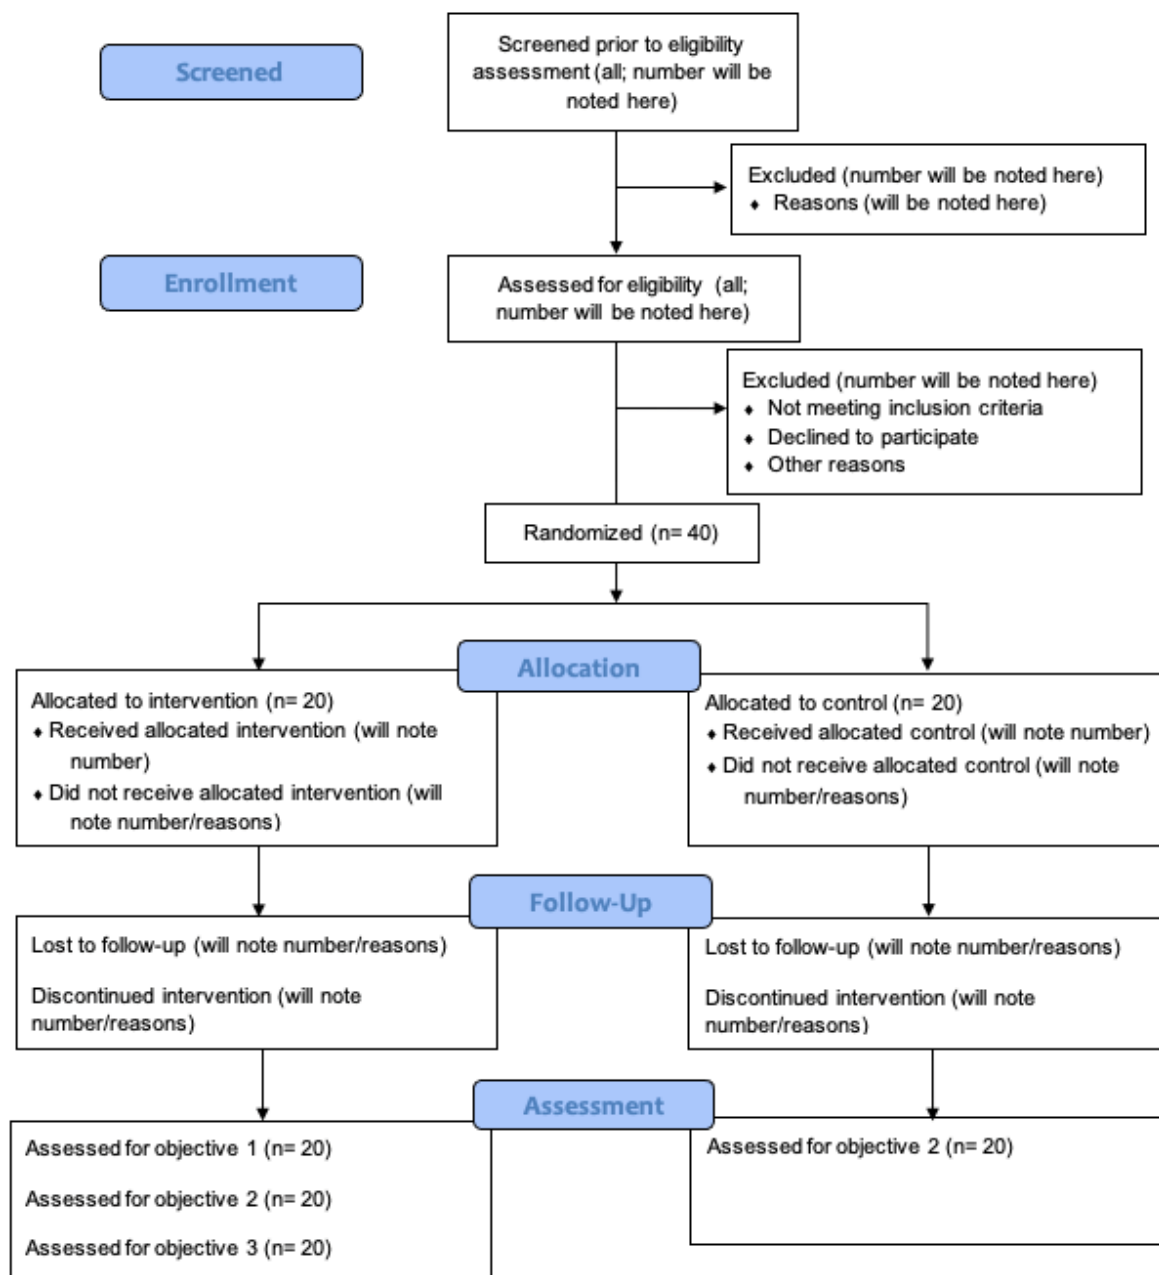 Screened
Screened prior to eligibility
assessment (all; number will be
noted here)
Excluded (number will be noted here)
♦ Reasons (will be noted here)
Enrollment
Assessed for eligibility (all;
number will be noted here)
Excluded (number will be noted here)
♦ Not meeting inclusion criteria
♦ Declined to participate
♦ Other reasons
Randomized (n= 40)
Allocation
Allocated to intervention (n= 20)
♦ Received allocated intervention (will note
number)
♦ Did not receive allocated intervention (will
note number/reasons)
Allocated to control (n= 20)
♦ Received allocated control (will note number)
♦ Did not receive allocated control (will note
number/reasons)
Follow-Up
Lost to follow-up (will note number/reasons)
Discontinued intervention (will note
number/reasons)
Lost to follow-up (will note number/reasons)
Discontinued intervention (will note
number/reasons)
Assessment
Assessed for objective 1 (n= 20)
Assessed for objective 2 (n= 20)
Assessed for objective 3 (n= 20)
Assessed for objective 2 (n= 20)